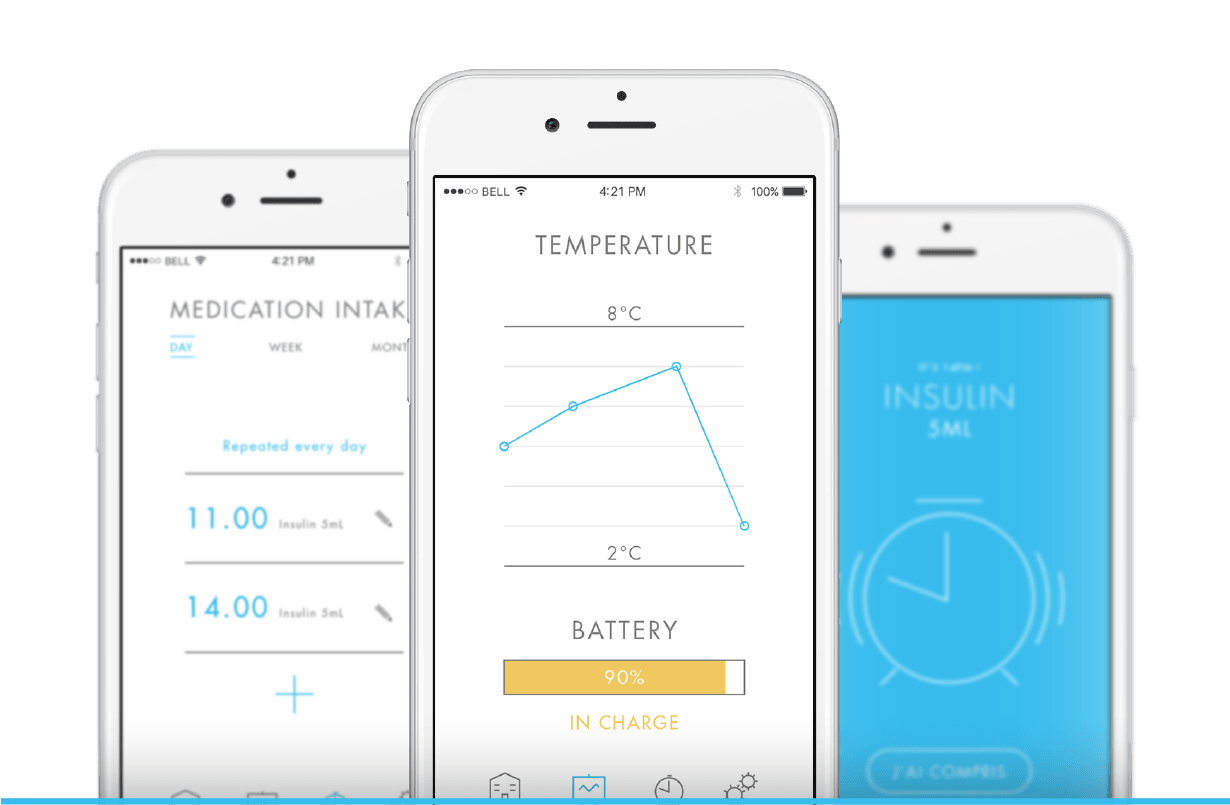 BELL 4:21 PM
MEDICATION INTAK
DAY WEEK MONT
Repeated every day
11.00 Insulin 5mL
14.00 Insulin 5mL
BELL 4:21 PM 100%
TEMPERATURE
8°C
2°C
BATTERY
90%
IN CHARGE
INSULIN
5ML
J'AI COMPRIS